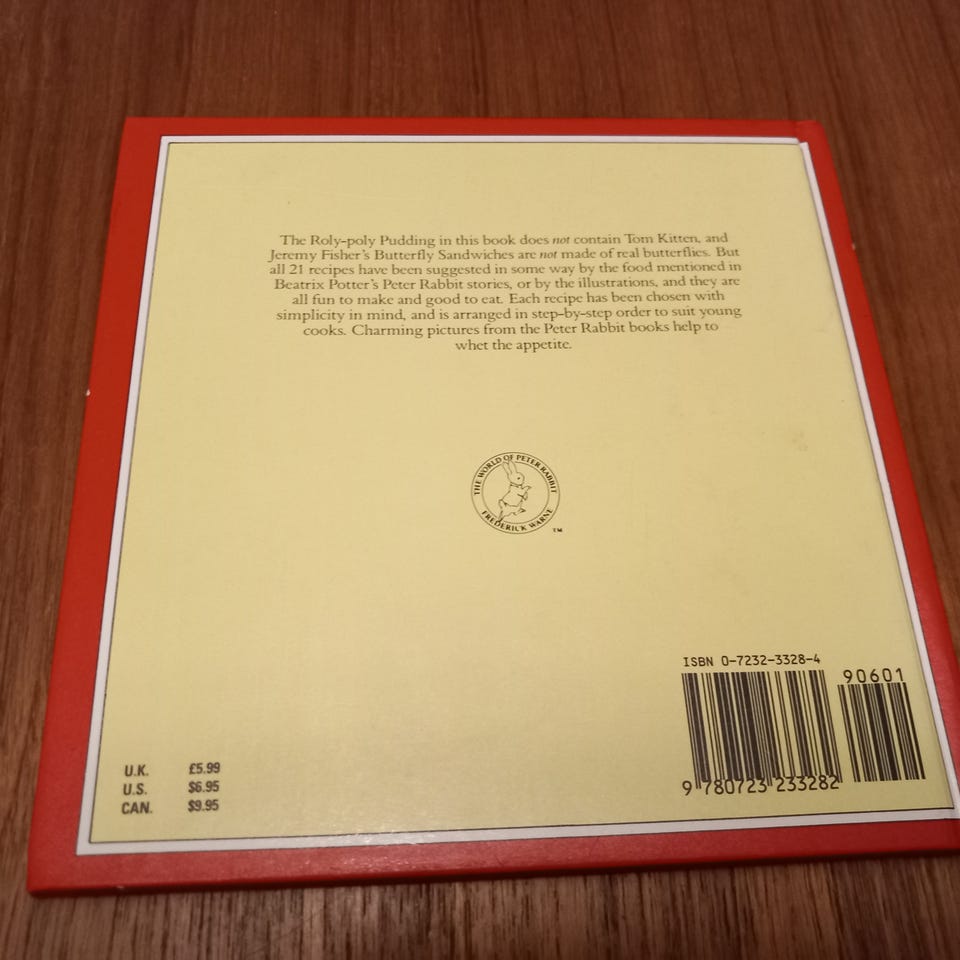 The Roly-poly Pudding in this book does not contain Tom Kitten, and
Jeremy Fisher's Butterfly Sandwiches are not made of real butterflies. But
all 21 recipes have been suggested in some way by the food mentioned in
Beatrix Potter's Peter Rabbit stories, or by the illustrations, and they are
all fun to make and good to eat. Each recipe has been chosen with
simplicity in mind, and is arranged in step-by-step order to suit young
cooks. Charming pictures from the Peter Rabbit books help to
whet the appetite.
THE WORLD OF PETER RABBIT
FREDERICK WARNE
TM
ISBN 0-7232-3328-4
90601
9 780723 233282
U.K. £5.99
U.S. $6.95
CAN. $9.95